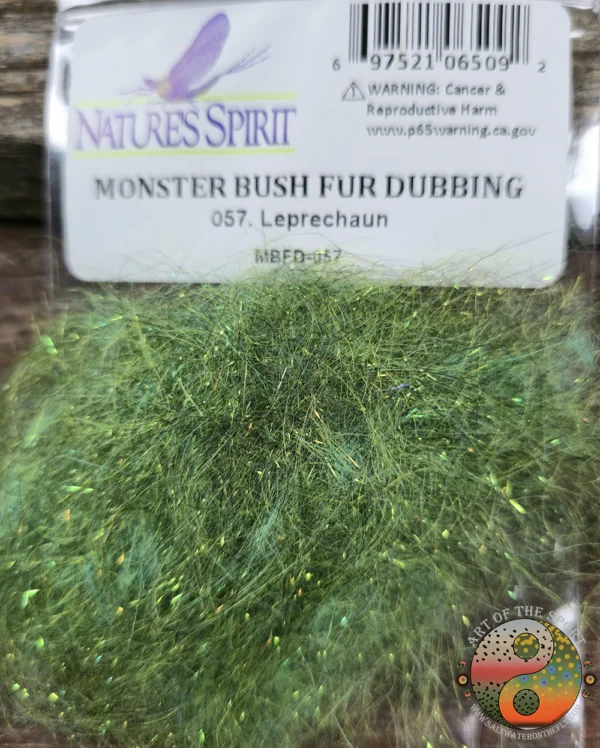 NATURE'S SPIRIT
6 97521 06509 2
⚠ WARNING: Cancer &
Reproductive Harm
www.p65warning.ca.gov
MONSTER BUSH FUR DUBBING
057. Leprechaun
MBFD-057
ART OF THE SPIRIT